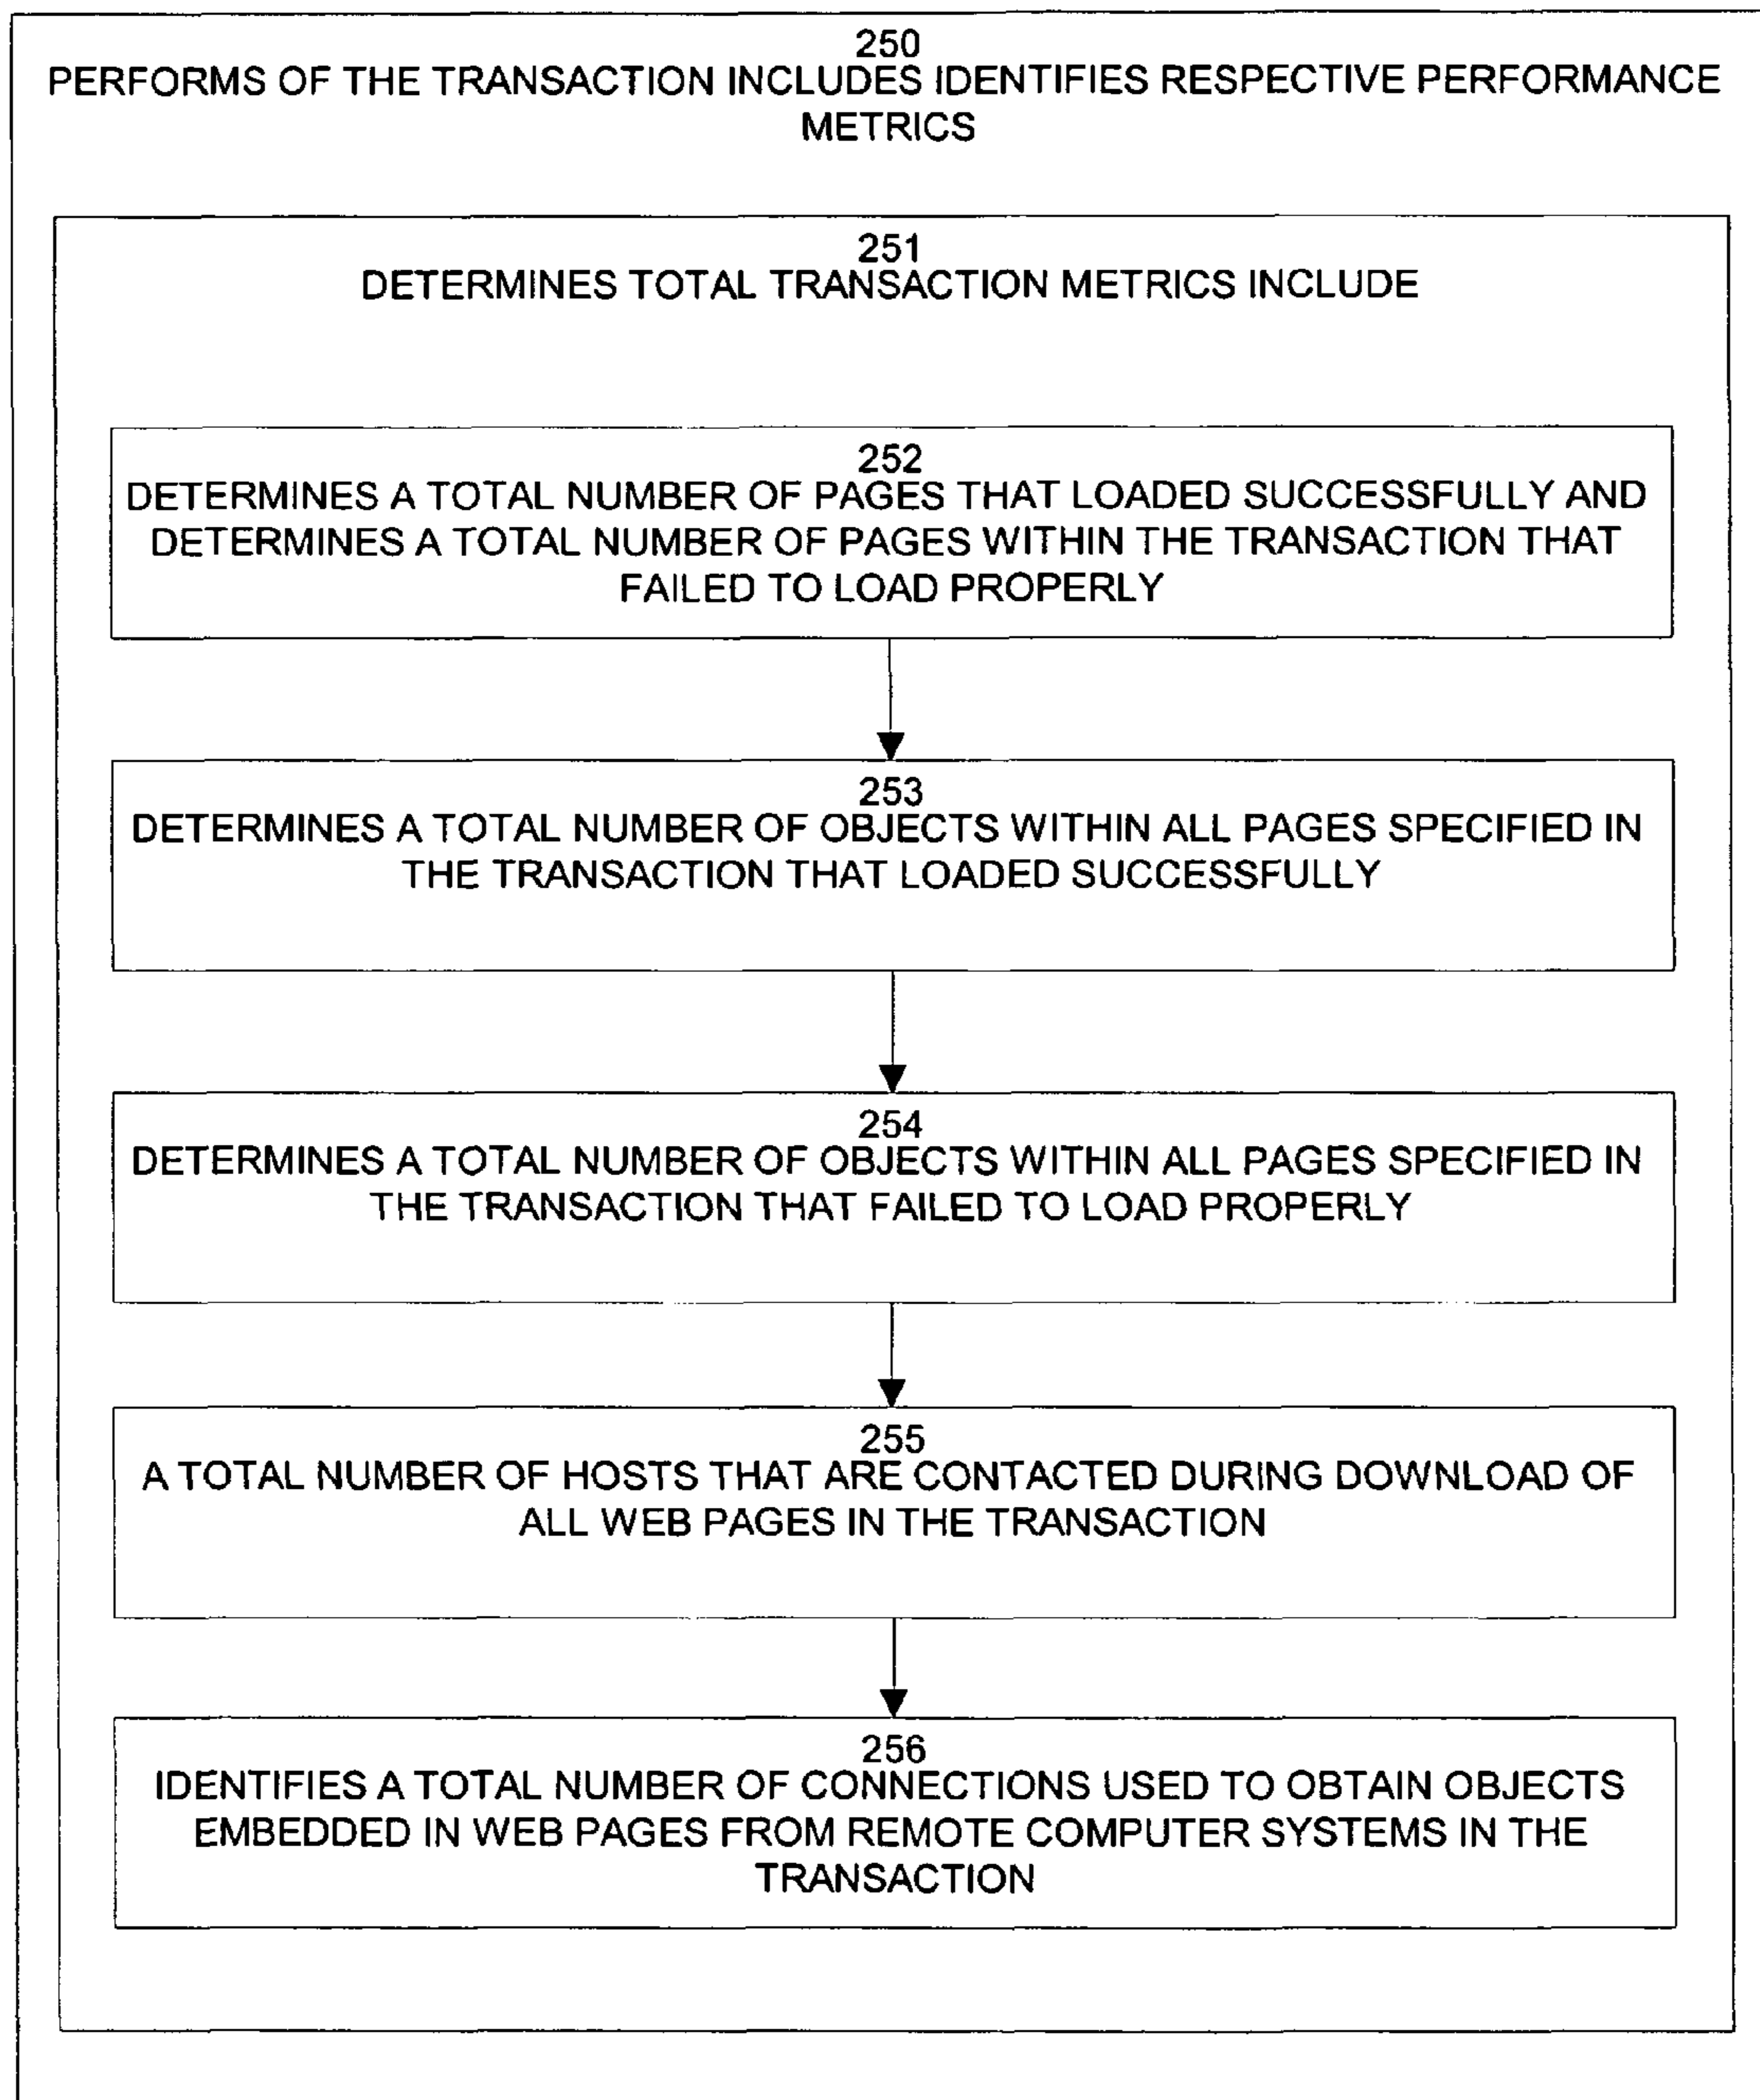 250
PERFORMS OF THE TRANSACTION INCLUDES IDENTIFIES RESPECTIVE PERFORMANCE
METRICS
251
DETERMINES TOTAL TRANSACTION METRICS INCLUDE
252
DETERMINES A TOTAL NUMBER OF PAGES THAT LOADED SUCCESSFULLY AND
DETERMINES A TOTAL NUMBER OF PAGES WITHIN THE TRANSACTION THAT
FAILED TO LOAD PROPERLY
253
DETERMINES A TOTAL NUMBER OF OBJECTS WITHIN ALL PAGES SPECIFIED IN
THE TRANSACTION THAT LOADED SUCCESSFULLY
254
DETERMINES A TOTAL NUMBER OF OBJECTS WITHIN ALL PAGES SPECIFIED IN
THE TRANSACTION THAT FAILED TO LOAD PROPERLY
255
A TOTAL NUMBER OF HOSTS THAT ARE CONTACTED DURING DOWNLOAD OF
ALL WEB PAGES IN THE TRANSACTION
256
IDENTIFIES A TOTAL NUMBER OF CONNECTIONS USED TO OBTAIN OBJECTS
EMBEDDED IN WEB PAGES FROM REMOTE COMPUTER SYSTEMS IN THE
TRANSACTION